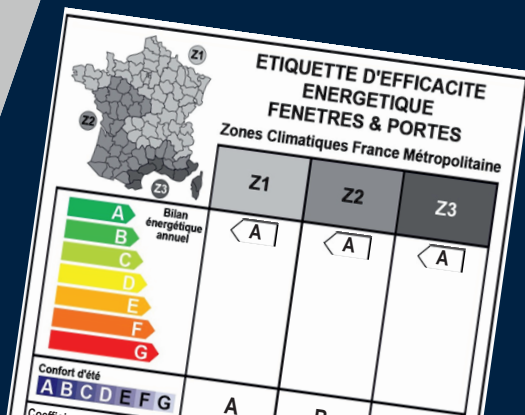 Z1
Z2
Z3
ETIQUETTE D'EFFICACITE
ENERGETIQUE
FENETRES & PORTES
Zones Climatiques France Métropolitaine
Z1 Z2 Z3
Bilan
énergétique
annuel
A
B
C
D
E
F
G
A A A
Confort d'été
A B C D E F G
A